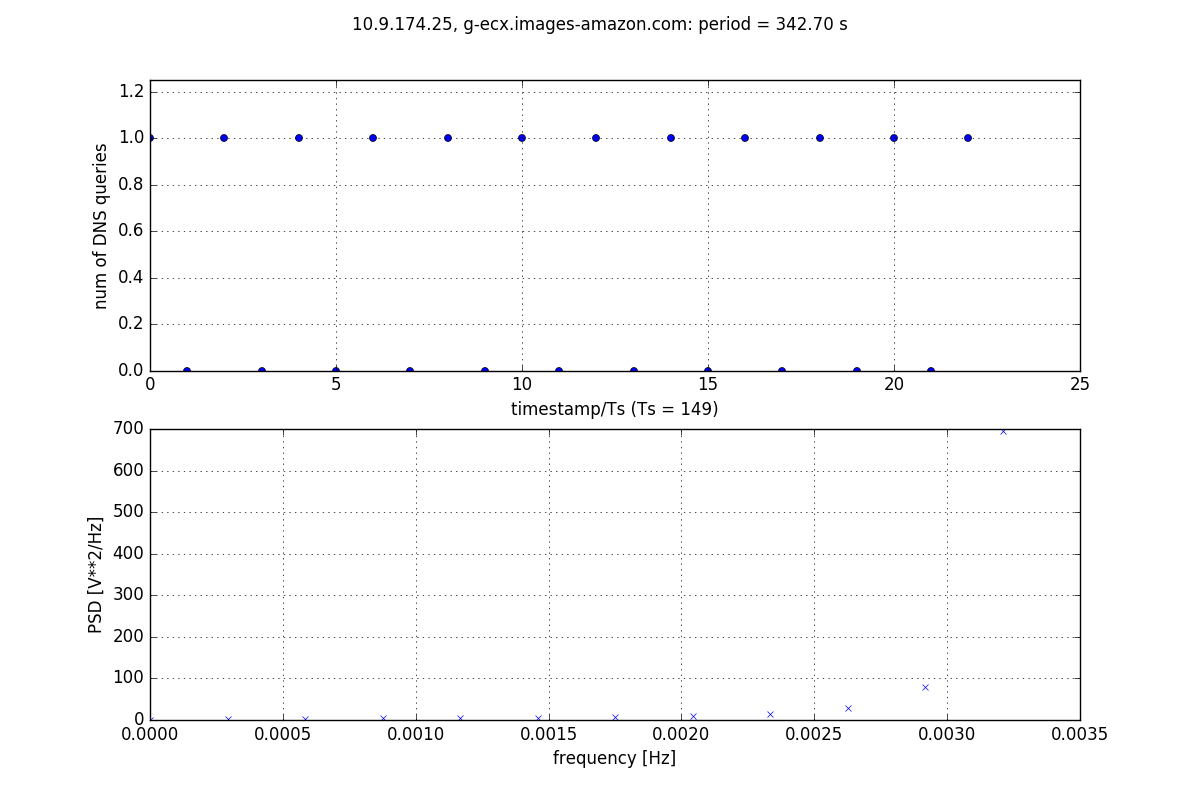 10.9.174.25, g-ecx.images-amazon.com: period = 342.70 s
1.2
1.0
0.8
0.6
0.4
0.2
0.0
num of DNS queries
0 5 10 15 20 25
timestamp/Ts (Ts = 149)
700
600
500
400
300
200
100
0
PSD [V**2/Hz]
0.0000 0.0005 0.0010 0.0015 0.0020 0.0025 0.0030 0.0035
frequency [Hz]